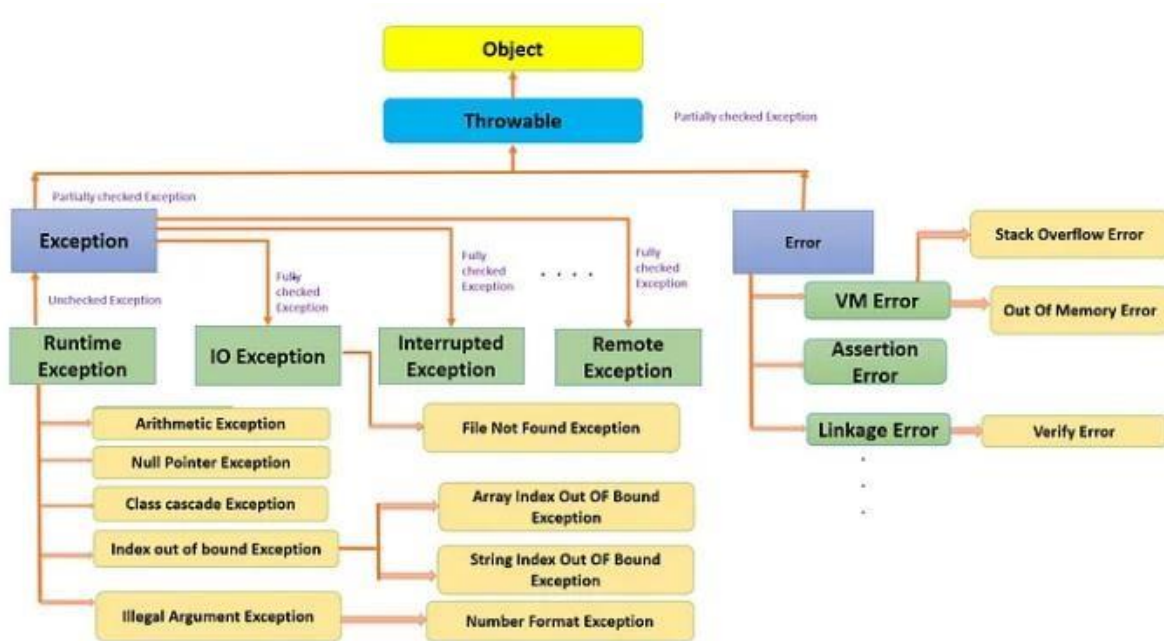 Object
Throwable
Partially checked Exception
Partially checked Exception
Exception
Error
Stack Overflow Error
Fully
checked
Exception
Fully
checked
Exception
. . . .
Fully
checked
Exception
Unchecked Exception
VM Error
Out Of Memory Error
Runtime
Exception
IO Exception
Interrupted
Exception
Remote
Exception
Assertion
Error
Arithmetic Exception
File Not Found Exception
Linkage Error
Verify Error
Null Pointer Exception
Class cascade Exception
Array Index Out OF Bound
Exception
Index out of bound Exception
String Index Out OF Bound
Exception
Illegal Argument Exception
Number Format Exception